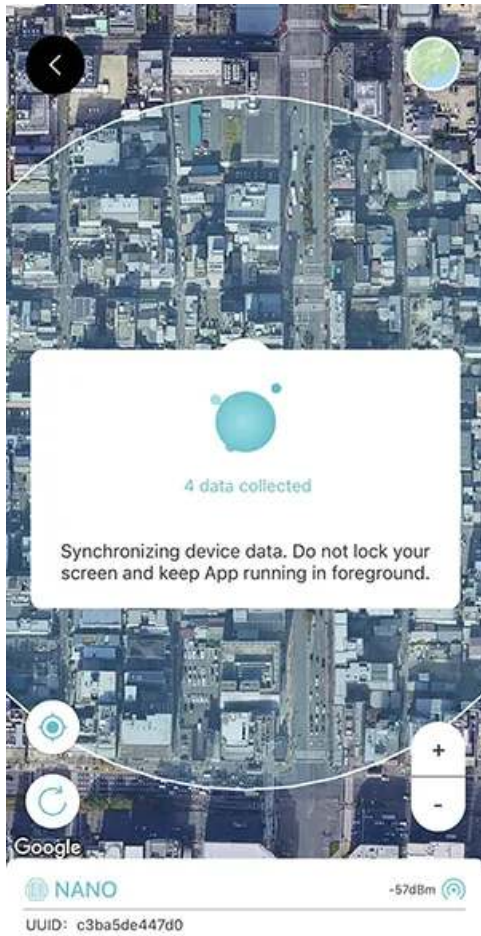 4 data collected
Synchronizing device data. Do not lock your
screen and keep App running in foreground.
+
-
Google
NANO
-57dBm
UUID: c3ba5de447d0